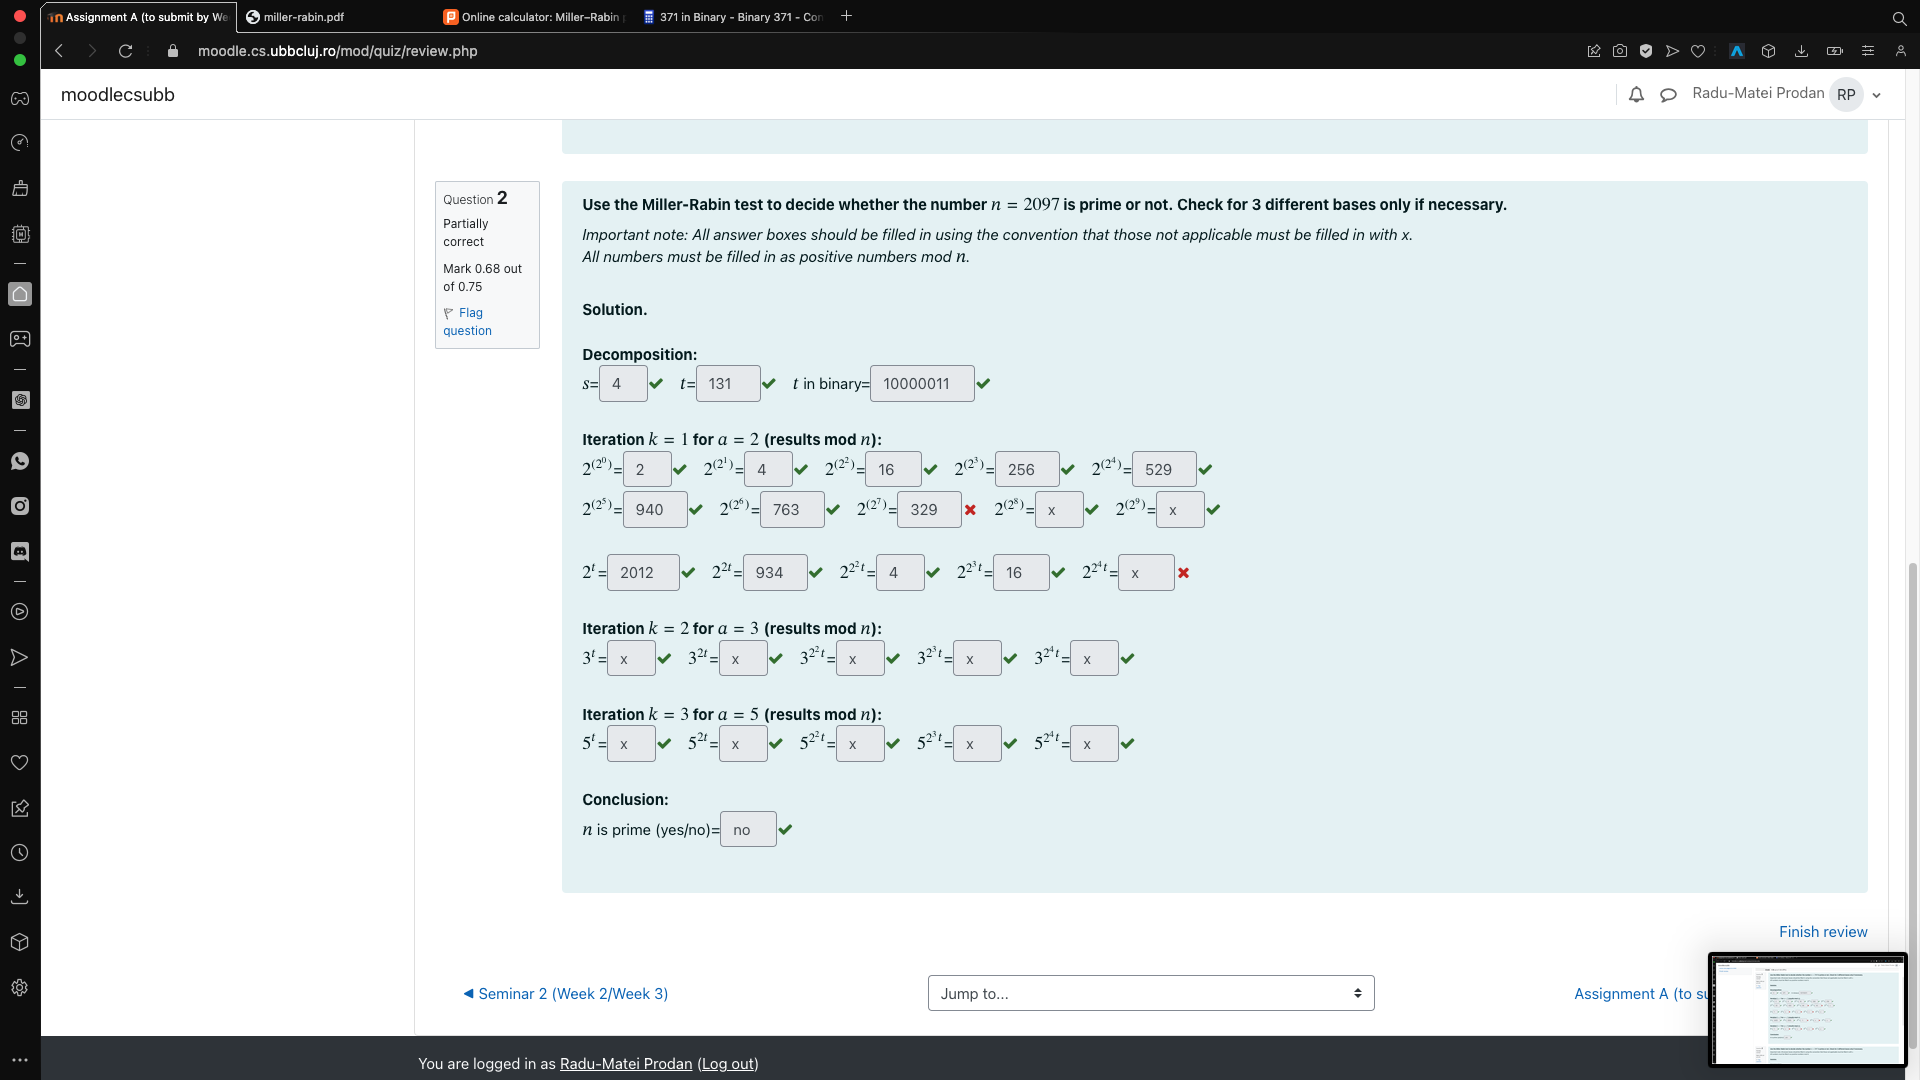 Assignment A (to submit by We
miller-rabin.pdf
Online calculator: Miller–Rabin p
371 in Binary - Binary 371 - Con
moodle.cs.ubbcluj.ro/mod/quiz/review.php
moodlecsubb
Radu-Matei Prodan RP
Question 2
Partially
correct
Mark 0.68 out
of 0.75
Flag
question
Use the Miller-Rabin test to decide whether the number n = 2097 is prime or not. Check for 3 different bases only if necessary.
Important note: All answer boxes should be filled in using the convention that those not applicable must be filled in with x.
All numbers must be filled in as positive numbers mod n.
Solution.
Decomposition:
s= 4 t= 131 t in binary= 10000011
Iteration k = 1 for a = 2 (results mod n):
2^(2^0)= 2 2^(2^1)= 4 2^(2^2)= 16 2^(2^3)= 256 2^(2^4)= 529
2^(2^5)= 940 2^(2^6)= 763 2^(2^7)= 329 2^(2^8)= x 2^(2^9)= x
2^t= 2012 2^2t= 934 2^2^2t= 4 2^2^3t= 16 2^2^4t= x
Iteration k = 2 for a = 3 (results mod n):
3^t= x 3^2t= x 3^2^2t= x 3^2^3t= x 3^2^4t= x
Iteration k = 3 for a = 5 (results mod n):
5^t= x 5^2t= x 5^2^2t= x 5^2^3t= x 5^2^4t= x
Conclusion:
n is prime (yes/no)= no
Finish review
◄ Seminar 2 (Week 2/Week 3)
Jump to...
Assignment A (to su
You are logged in as Radu-Matei Prodan (Log out)